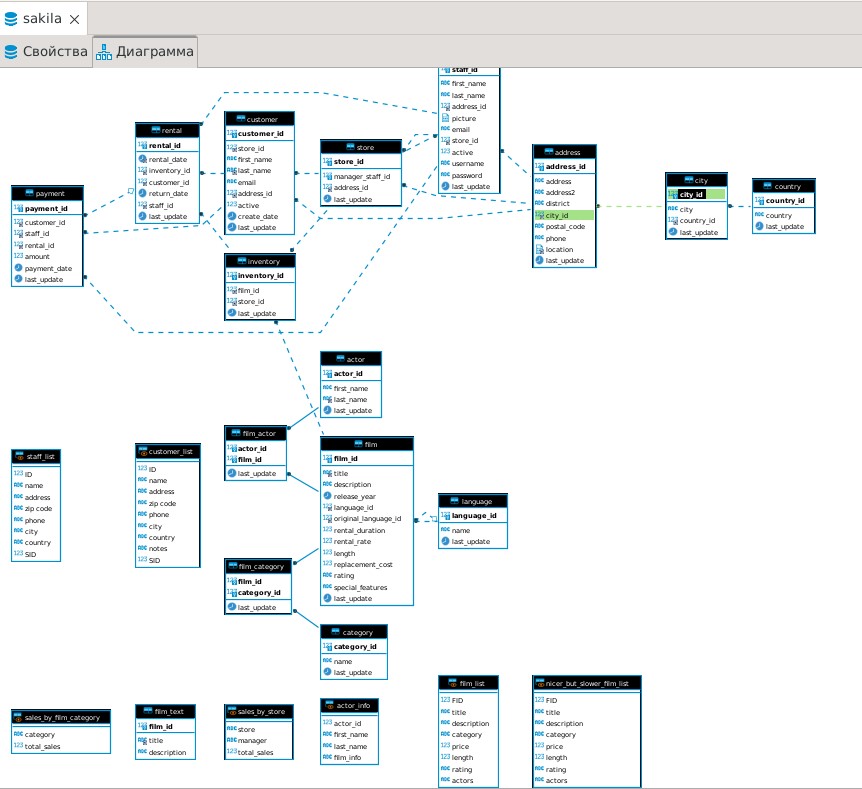 sakila
Свойства
Диаграмма
staff_id
first_name
last_name
address_id
picture
email
store_id
active
username
password
last_update
rental
rental_id
rental_date
inventory_id
customer_id
return_date
staff_id
last_update
customer
customer_id
store_id
first_name
last_name
email
address_id
active
create_date
last_update
store
store_id
manager_staff_id
address_id
last_update
address
address_id
address
address2
district
city_id
postal_code
phone
location
last_update
city
city_id
city
country_id
last_update
country
country_id
country
last_update
payment
payment_id
customer_id
staff_id
rental_id
amount
payment_date
last_update
inventory
inventory_id
film_id
store_id
last_update
actor
actor_id
first_name
last_name
last_update
film_actor
actor_id
film_id
last_update
film
film_id
title
description
release_year
language_id
original_language_id
rental_duration
rental_rate
length
replacement_cost
rating
special_features
last_update
language
language_id
name
last_update
staff_list
ID
name
address
zip code
phone
city
country
SID
customer_list
ID
name
address
zip code
phone
city
country
notes
SID
film_category
film_id
category_id
last_update
category
category_id
name
last_update
sales_by_film_category
category
total_sales
film_text
film_id
title
description
sales_by_store
store
manager
total_sales
actor_info
actor_id
first_name
last_name
film_info
film_list
FID
title
description
category
price
length
rating
actors
nicer_but_slower_film_list
FID
title
description
category
price
length
rating
actors